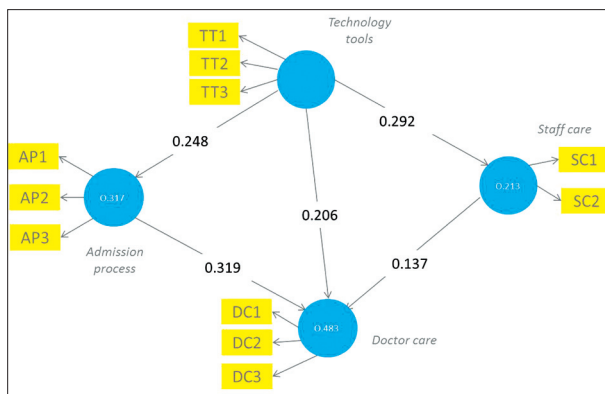 Technology
tools
TT1
TT2
TT3
0.248
0.292
Staff care
AP1
AP2
AP3
0.317
SC1
SC2
0.213
0.206
Admission
process
0.319
0.137
DC1
DC2
DC3
0.483
Doctor care